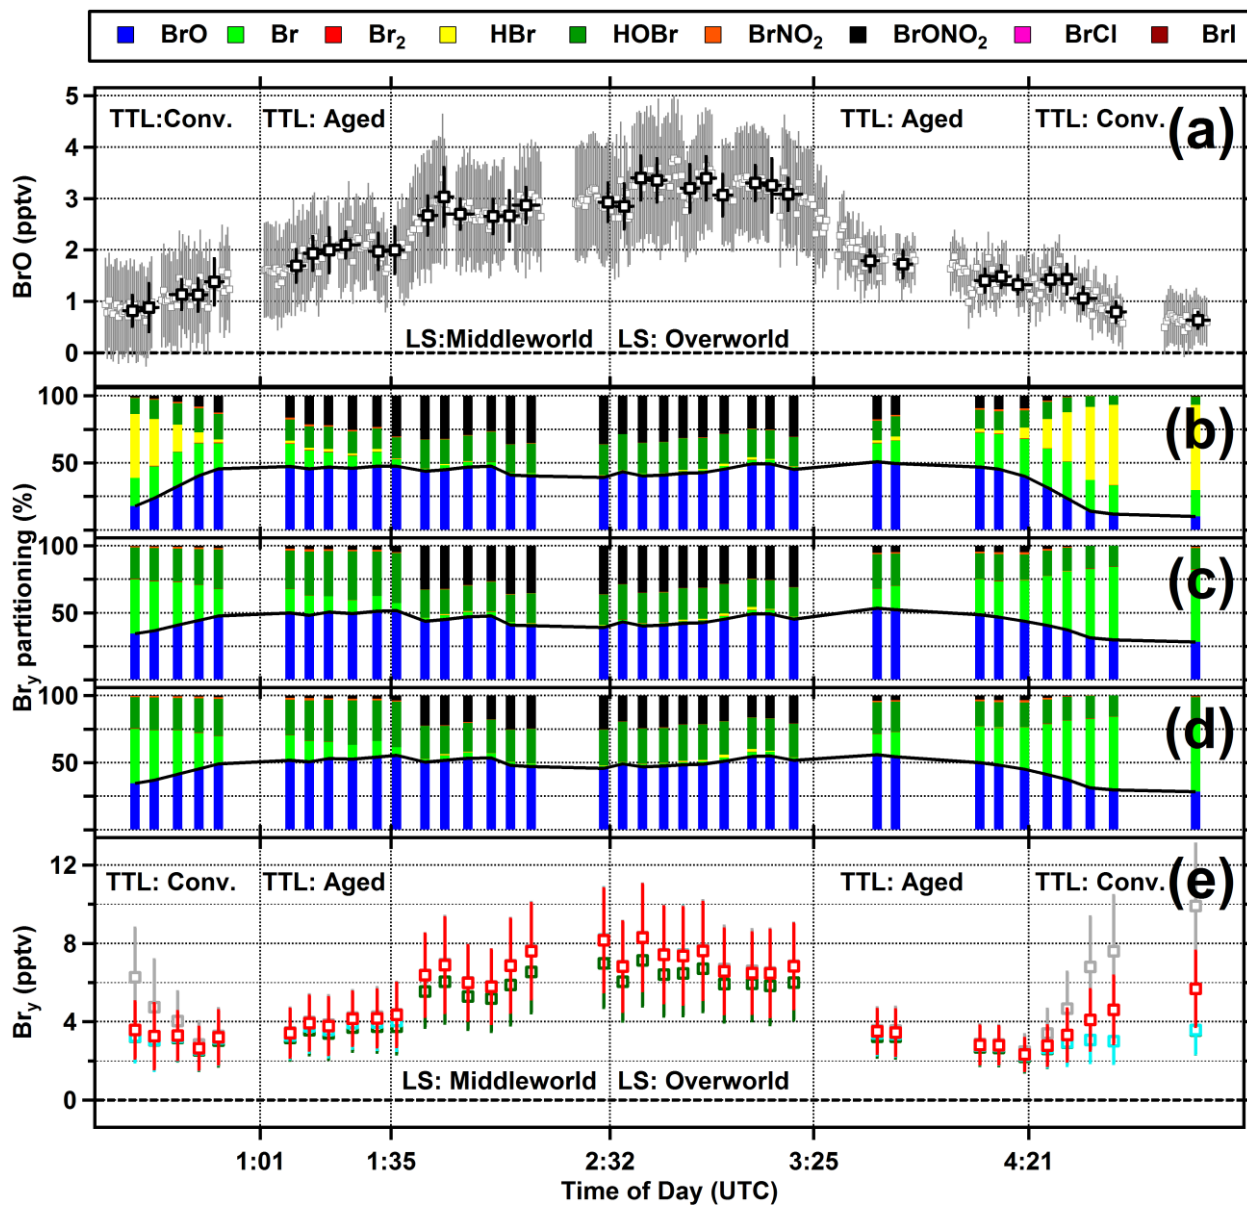 BrO Br Br₂ HBr HOBr BrNO₂ BrONO₂ BrCl BrI
5
4
3
2
1
0
BrO (pptv)
TTL:Conv. TTL: Aged TTL: Aged TTL: Conv. (a)
LS:Middleworld LS: Overworld
100
50
(b)
100
50
(c)
100
50
(d)
Brᵧ partitioning (%)
12
8
4
0
Brᵧ (pptv)
TTL: Conv. TTL: Aged TTL: Aged TTL: Conv. (e)
LS: Middleworld LS: Overworld
1:01 1:35 2:32 3:25 4:21
Time of Day (UTC)